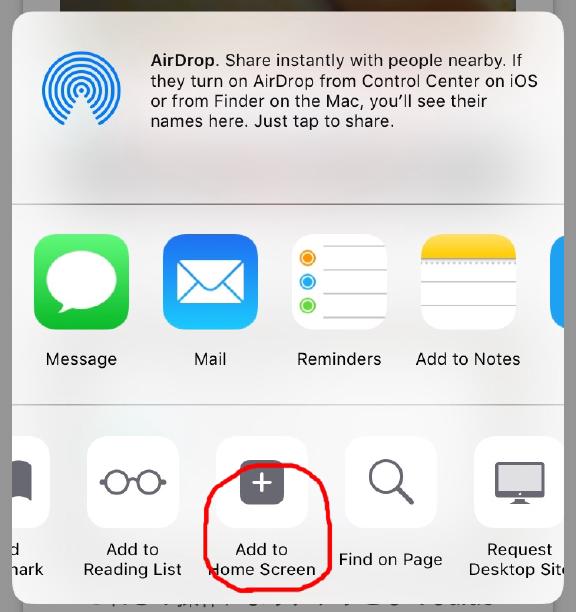 AirDrop. Share instantly with people nearby. If
they turn on AirDrop from Control Center on iOS
or from Finder on the Mac, you'll see their
names here. Just tap to share.
Message
Mail
Reminders
Add to Notes
d
mark
Add to
Reading List
Add to
Home Screen
Find on Page
Request
Desktop Site